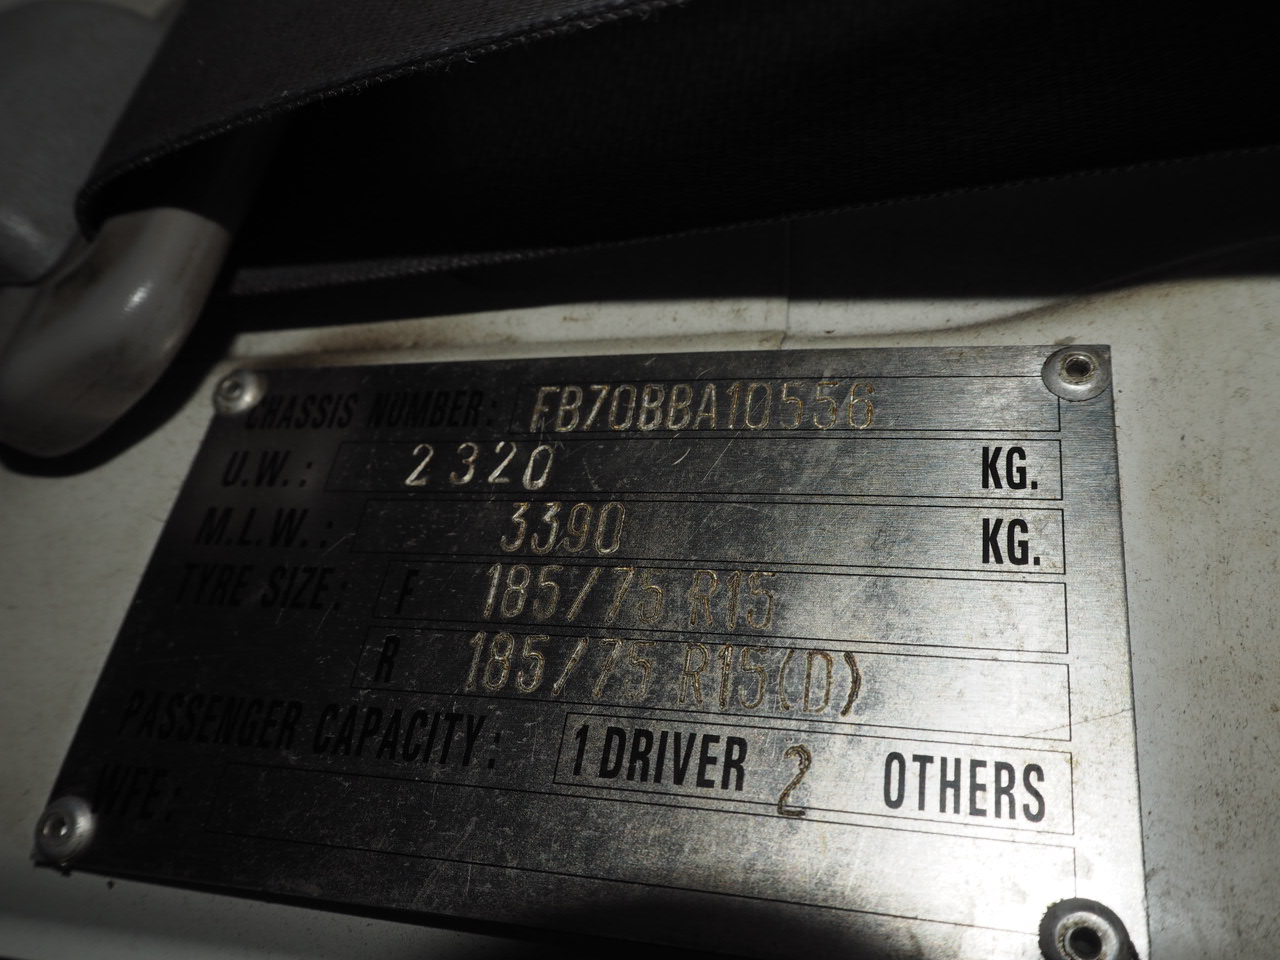 CHASSIS NUMBER: FB70BBA10556
U.W.: 2320 KG.
M.L.W.: 3390 KG.
TYRE SIZE: F 185/75 R15
R 185/75 R15(D)
PASSENGER CAPACITY: 1 DRIVER 2 OTHERS
WFE: